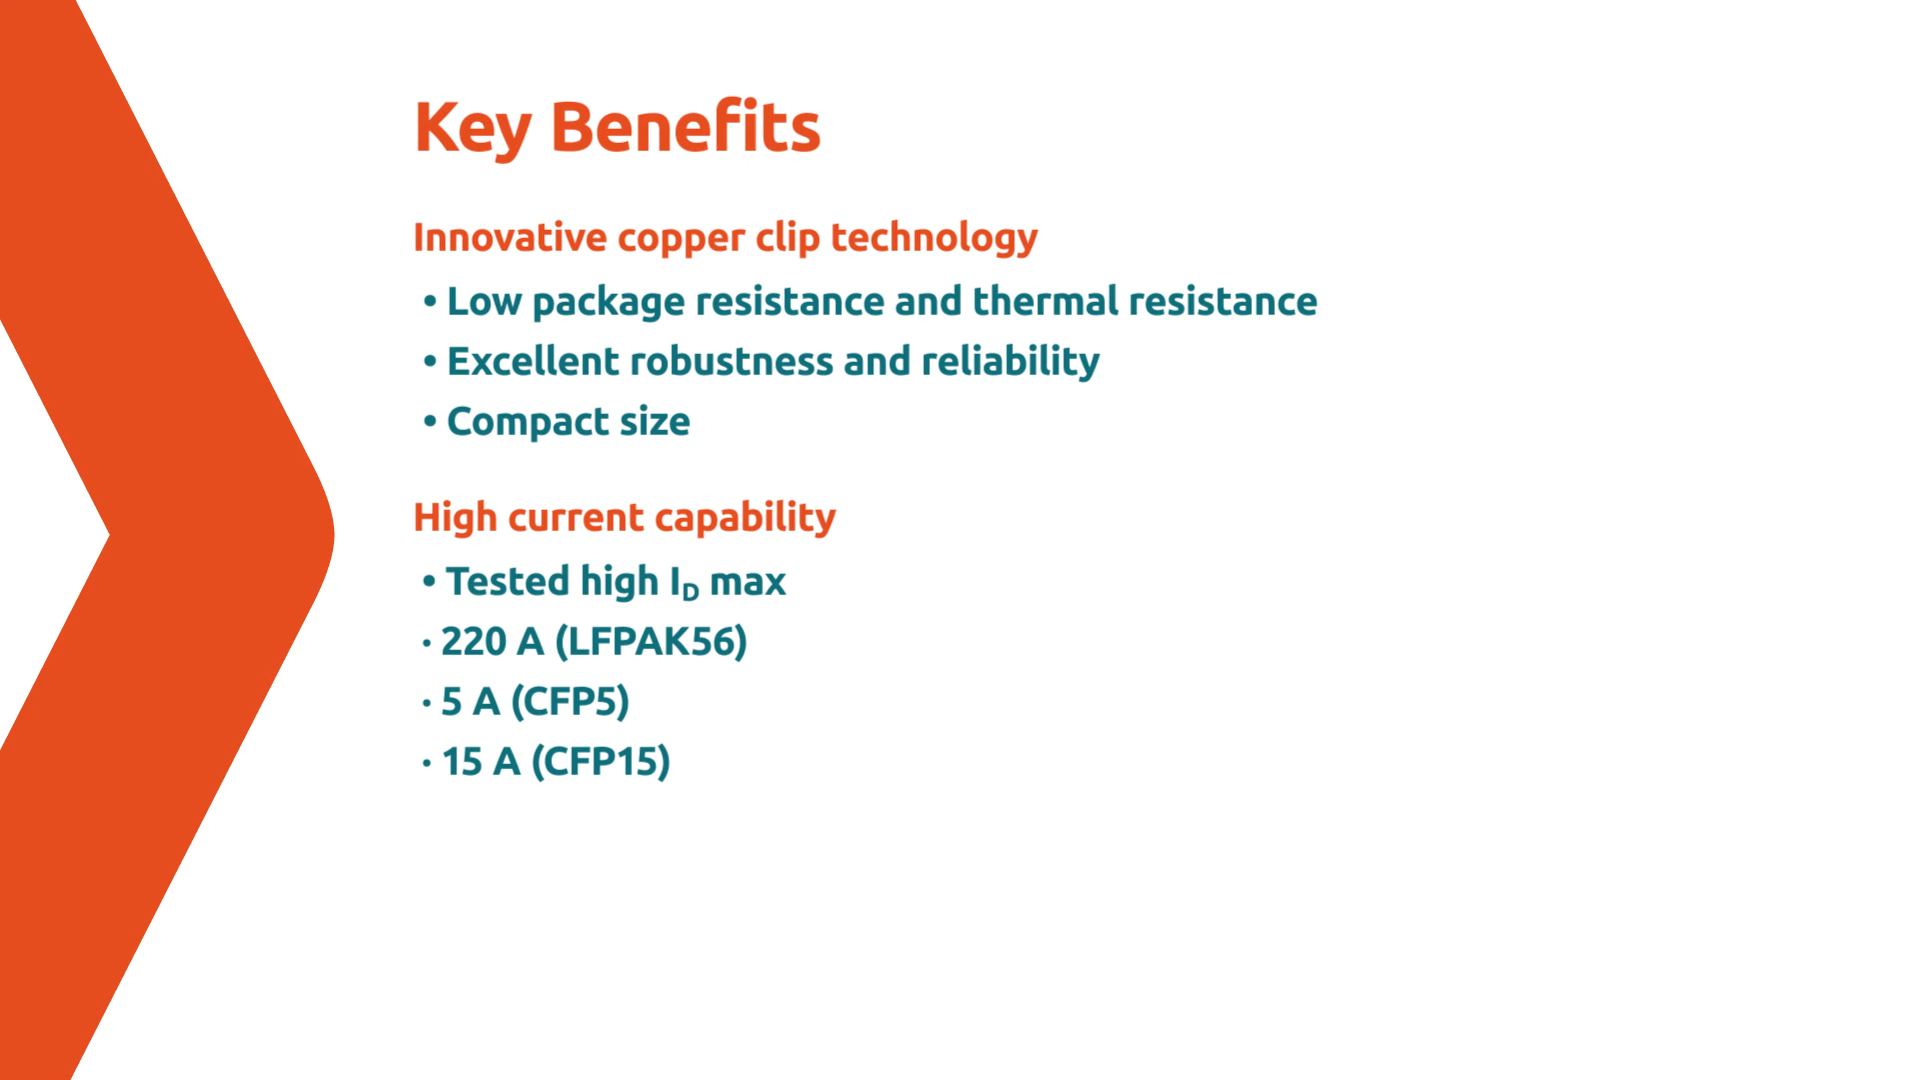 Key Benefits
Innovative copper clip technology
• Low package resistance and thermal resistance
• Excellent robustness and reliability
• Compact size
High current capability
• Tested high I_D max
· 220 A (LFPAK56)
· 5 A (CFP5)
· 15 A (CFP15)